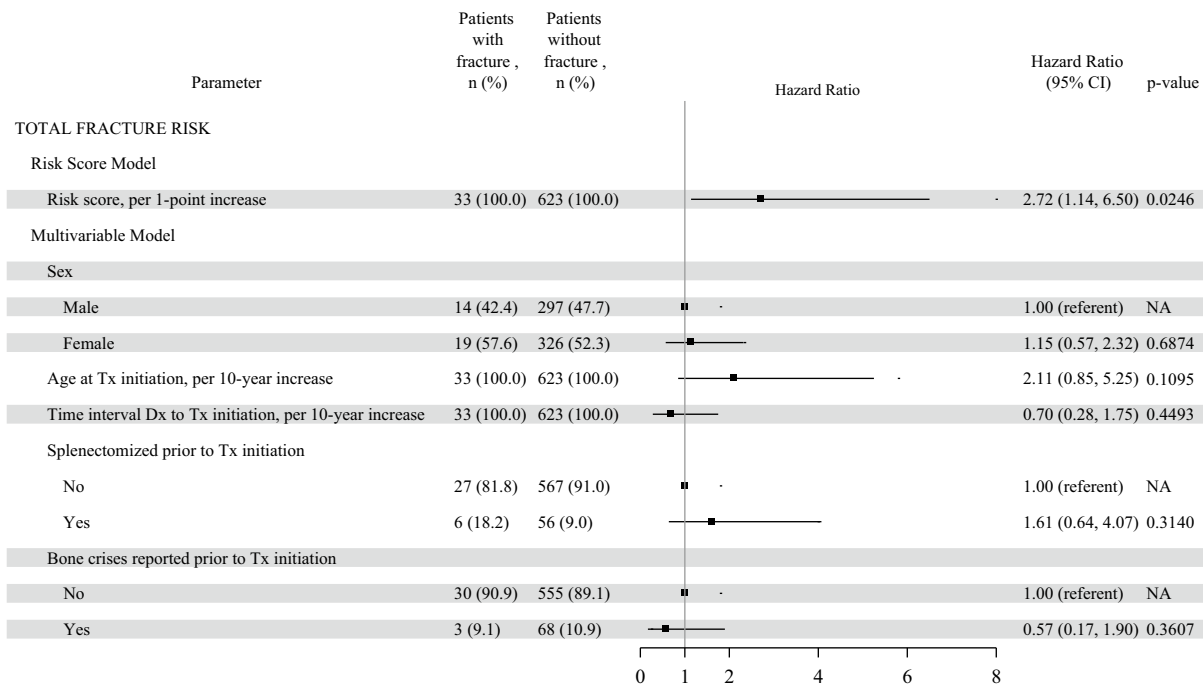 Patients Patients
with without
fracture , fracture , Hazard Ratio
Parameter n (%) n (%) Hazard Ratio (95% CI) p-value
TOTAL FRACTURE RISK
Risk Score Model
Risk score, per 1-point increase 33 (100.0) 623 (100.0) 2.72 (1.14, 6.50) 0.0246
Multivariable Model
Sex
Male 14 (42.4) 297 (47.7) 1.00 (referent) NA
Female 19 (57.6) 326 (52.3) 1.15 (0.57, 2.32) 0.6874
Age at Tx initiation, per 10-year increase 33 (100.0) 623 (100.0) 2.11 (0.85, 5.25) 0.1095
Time interval Dx to Tx initiation, per 10-year increase 33 (100.0) 623 (100.0) 0.70 (0.28, 1.75) 0.4493
Splenectomized prior to Tx initiation
No 27 (81.8) 567 (91.0) 1.00 (referent) NA
Yes 6 (18.2) 56 (9.0) 1.61 (0.64, 4.07) 0.3140
Bone crises reported prior to Tx initiation
No 30 (90.9) 555 (89.1) 1.00 (referent) NA
Yes 3 (9.1) 68 (10.9) 0.57 (0.17, 1.90) 0.3607
0 1 2 4 6 8